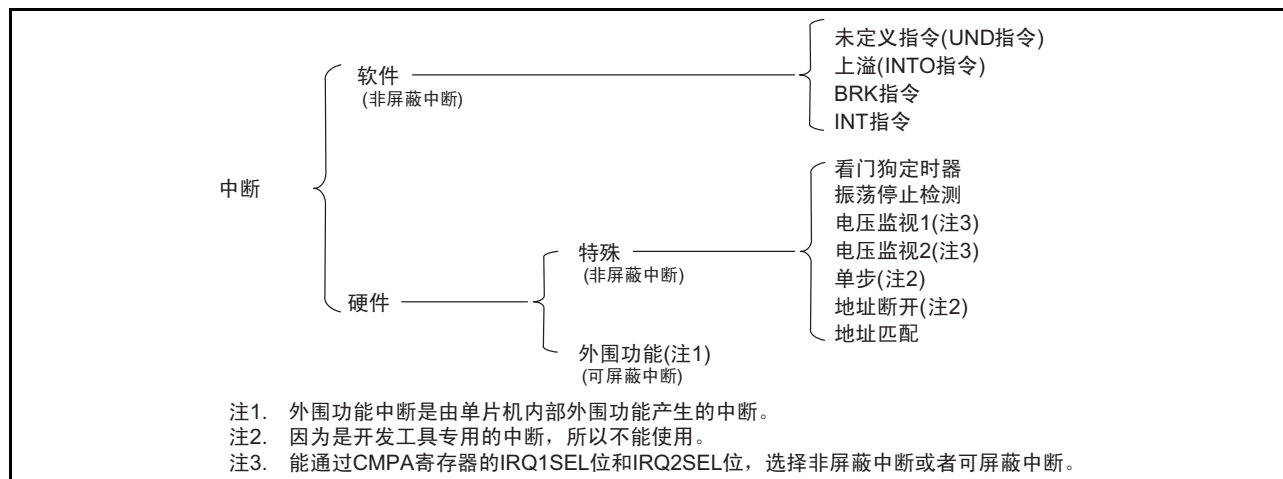 未定义指令(UND指令)
上溢(INTO指令)
BRK指令
INT指令
软件
(非屏蔽中断)
中断
看门狗定时器
振荡停止检测
电压监视1(注3)
电压监视2(注3)
单步(注2)
地址断开(注2)
地址匹配
特殊
(非屏蔽中断)
硬件
外围功能(注1)
(可屏蔽中断)
注1. 外围功能中断是由单片机内部外围功能产生的中断。
注2. 因为是开发工具专用的中断，所以不能使用。
注3. 能通过CMPA寄存器的IRQ1SEL位和IRQ2SEL位，选择非屏蔽中断或者可屏蔽中断。